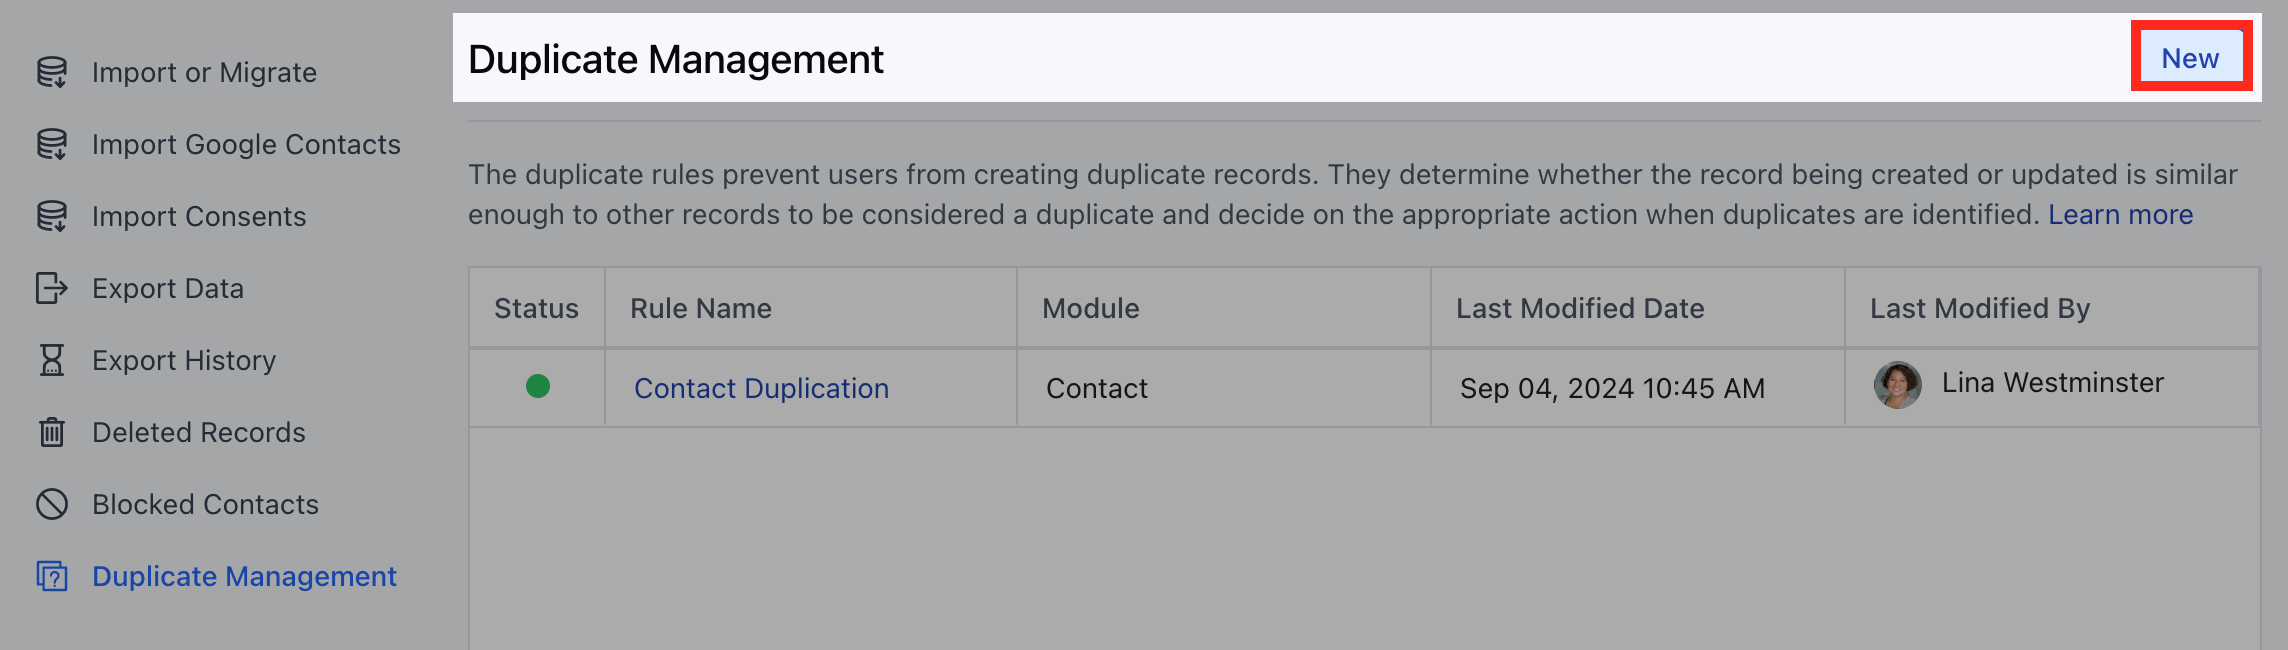 Import or Migrate
Import Google Contacts
Import Consents
Export Data
Export History
Deleted Records
Blocked Contacts
Duplicate Management
Duplicate Management
New
The duplicate rules prevent users from creating duplicate records. They determine whether the record being created or updated is similar
enough to other records to be considered a duplicate and decide on the appropriate action when duplicates are identified. Learn more
Status Rule Name Module Last Modified Date Last Modified By
Contact Duplication Contact Sep 04, 2024 10:45 AM Lina Westminster